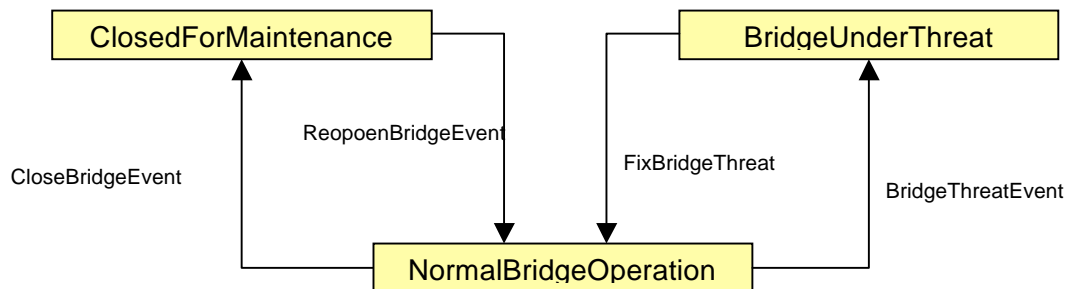 ClosedForMaintenance
BridgeUnderThreat
ReopoenBridgeEvent
FixBridgeThreat
CloseBridgeEvent
BridgeThreatEvent
NormalBridgeOperation